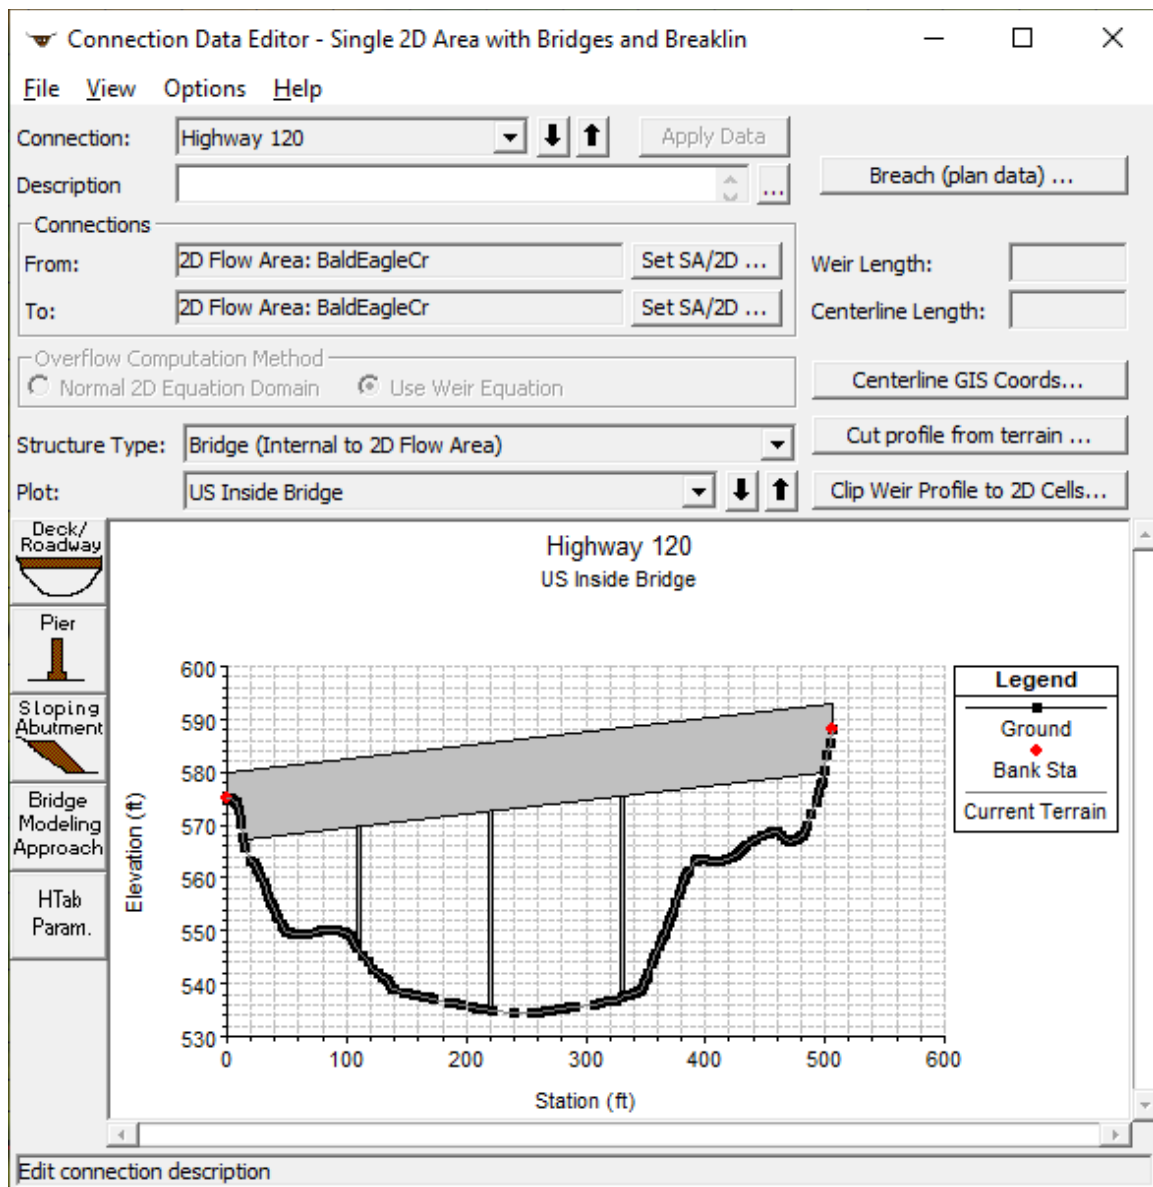 Connection Data Editor - Single 2D Area with Bridges and Breaklin
File View Options Help
Connection: Highway 120 Apply Data
Breach (plan data) ...
Description ...
Connections
From: 2D Flow Area: BaldEagleCr Set SA/2D ... Weir Length:
To: 2D Flow Area: BaldEagleCr Set SA/2D ... Centerline Length:
Overflow Computation Method
Normal 2D Equation Domain Use Weir Equation
Centerline GIS Coords...
Structure Type: Bridge (Internal to 2D Flow Area) Cut profile from terrain ...
Plot: US Inside Bridge Clip Weir Profile to 2D Cells...
Deck/
Roadway
Pier
Sloping
Abutment
Bridge
Modeling
Approach
HTab
Param.
Highway 120
US Inside Bridge
600
590
580
570
560
550
540
530
0 100 200 300 400 500 600
Elevation (ft)
Station (ft)
Legend
Ground
Bank Sta
Current Terrain
Edit connection description